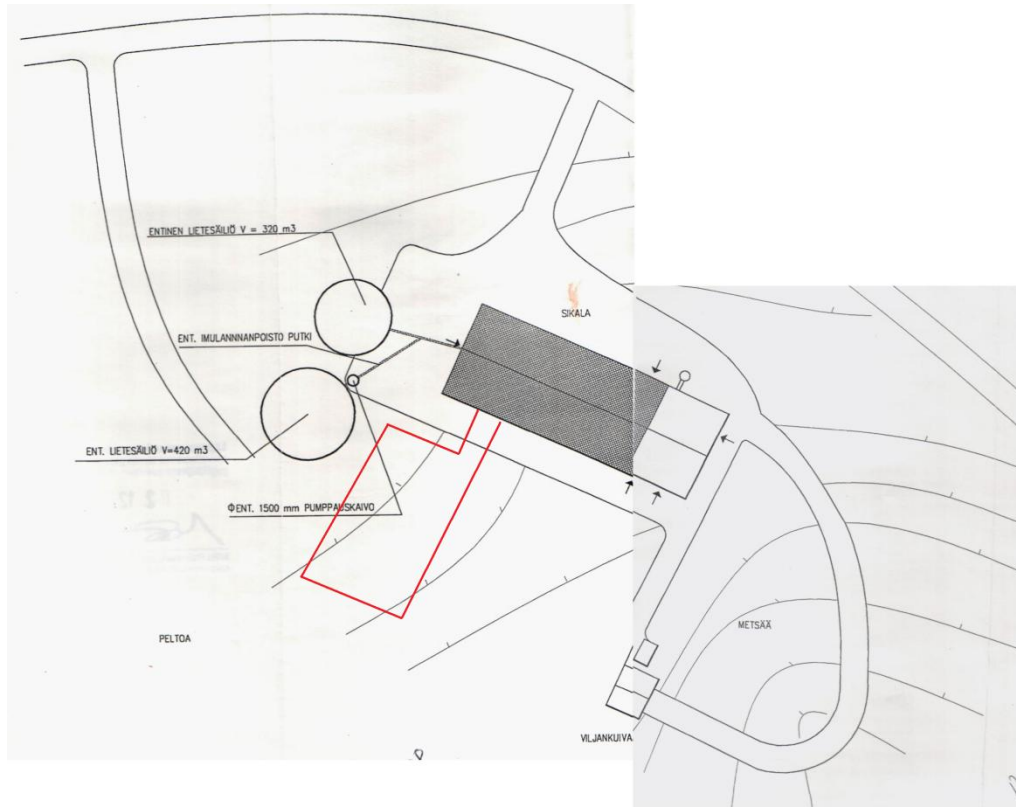 ENTINEN LIETESÄILIÖ V = 320 m3
SIKALA
ENT. IMULANNNANPOISTO PUTKI
ENT. LIETESÄILIÖ V=420 m3
ΦENT. 1500 mm PUMPPAUSKAIVO
PELTOA
METSÄÄ
VILJANKUIVA